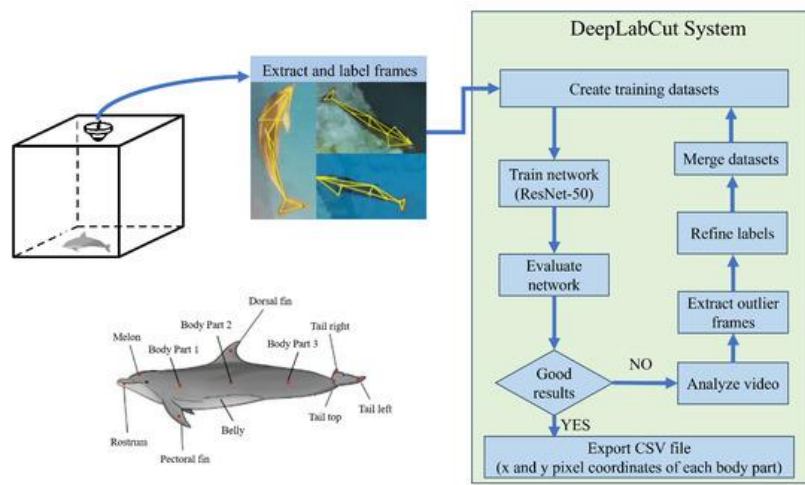 DeepLabCut System
Extract and label frames
Create training datasets
Train network
(ResNet-50)
Merge datasets
Refine labels
Evaluate
network
Extract outlier
frames
Good
results
NO
Analyze video
YES
Export CSV file
(x and y pixel coordinates of each body part)
Dorsal fin
Body Part 2
Tail right
Melon
Body Part 1
Body Part 3
Tail top
Tail left
Rostrum
Belly
Pectoral fin